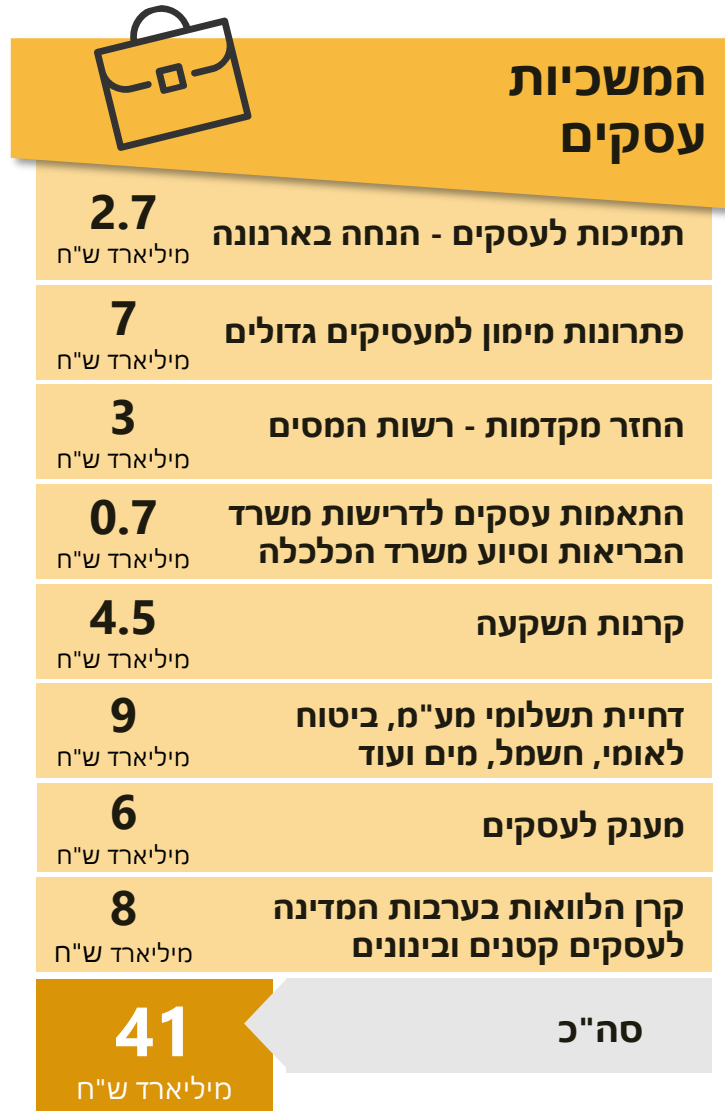 המשכיות
עסקים
תמיכות לעסקים - הנחה בארנונה
2.7
מיליארד ש"ח
פתרונות מימון למעסיקים גדולים
7
מיליארד ש"ח
החזר מקדמות - רשות המסים
3
מיליארד ש"ח
התאמות עסקים לדרישות משרד
הבריאות וסיוע משרד הכלכלה
0.7
מיליארד ש"ח
קרנות השקעה
4.5
מיליארד ש"ח
דחיית תשלומי מע"מ, ביטוח
לאומי, חשמל, מים ועוד
9
מיליארד ש"ח
מענק לעסקים
6
מיליארד ש"ח
קרן הלוואות בערבות המדינה
לעסקים קטנים ובינונים
8
מיליארד ש"ח
סה"כ
41
מיליארד ש"ח